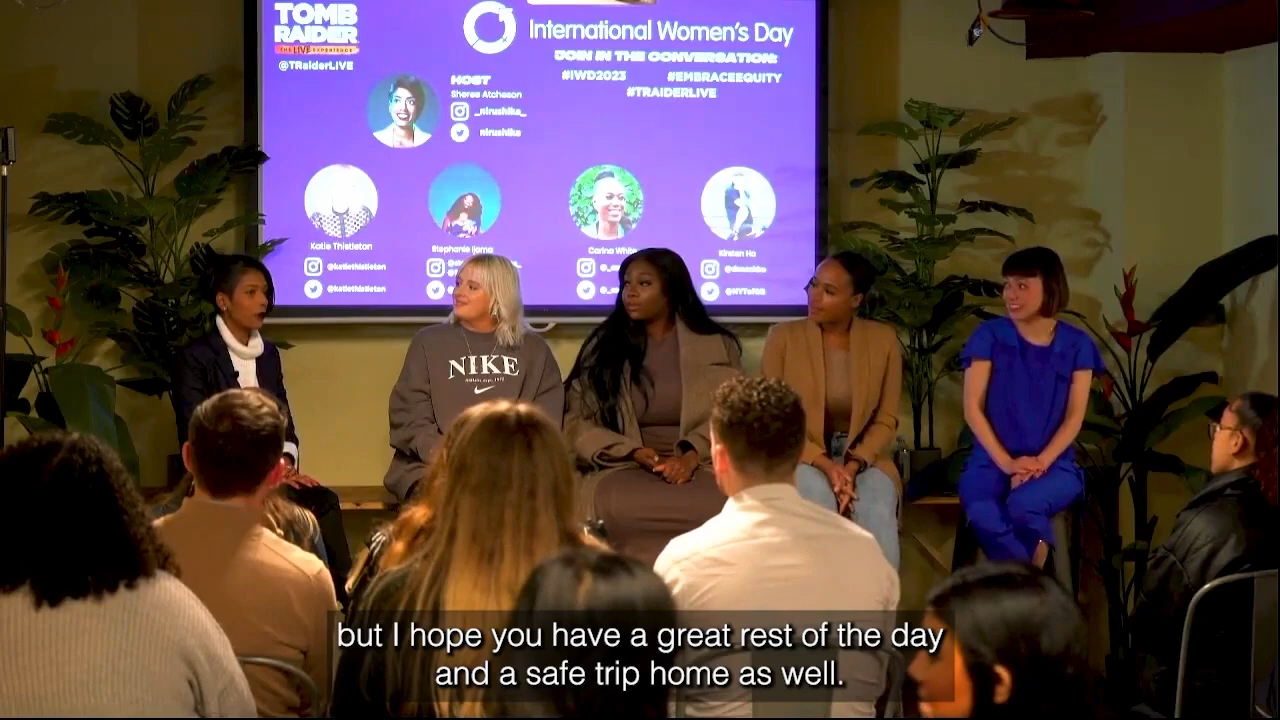 TOMB
RAIDER
THE LIVE EXPERIENCE
@TRaiderLIVE
International Women's Day
JOIN IN THE CONVERSATION:
#IWD2023 #EMBRACEEQUITY
#TRAIDERLIVE
HOST
Sheree Atcheson
_nirushika_
nirushika
Katie Thistleton
Stephanie Ijoma
Carina White
Kirsten Ho
@katiethistleton
@katiethistleton
NIKE
but I hope you have a great rest of the day
and a safe trip home as well.